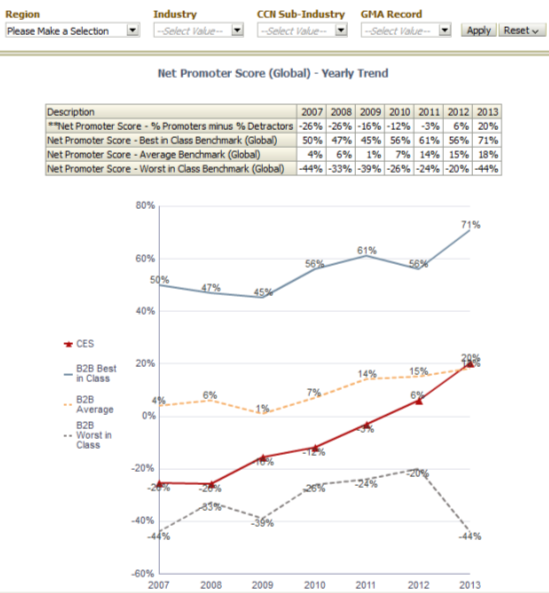 Region Industry CCN Sub-Industry GMA Record
Please Make a Selection --Select Value-- --Select Value-- --Select Value-- Apply Reset
Net Promoter Score (Global) - Yearly Trend
Description 2007 2008 2009 2010 2011 2012 2013
**Net Promoter Score - % Promoters minus % Detractors -26% -26% -16% -12% -3% 6% 20%
Net Promoter Score - Best in Class Benchmark (Global) 50% 47% 45% 56% 61% 56% 71%
Net Promoter Score - Average Benchmark (Global) 4% 6% 1% 7% 14% 15% 18%
Net Promoter Score - Worst in Class Benchmark (Global) -44% -33% -39% -26% -24% -20% -44%
80%
71%
60%
61%
56% 56%
50%
47%
45%
40%
CES
B2B Best
in Class
B2B
Average
B2B
Worst in
Class
20%
20%
14% 15%
4% 6% 1% 7% 6%
0%
-3%
-12%
-16%
-20%
-26% -26%
-20%
-26% -24%
-33%
-39%
-40%
-44% -44%
-60%
2007 2008 2009 2010 2011 2012 2013